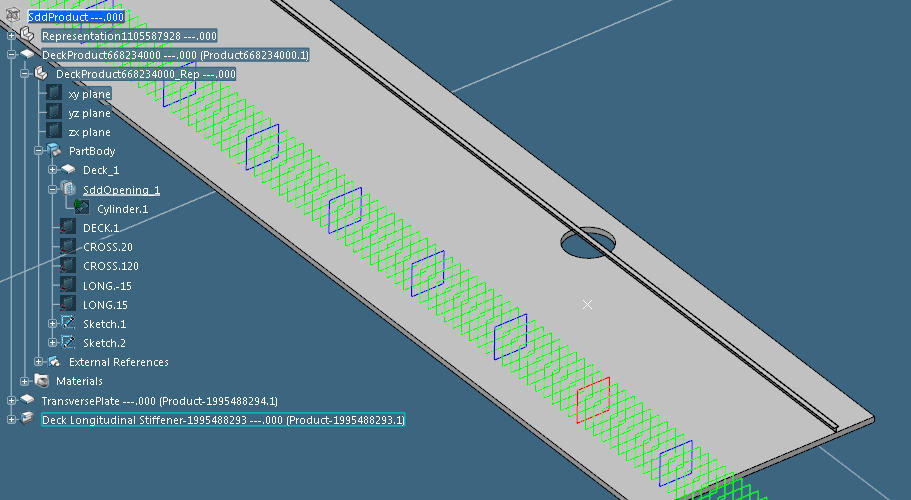 SddProduct ---.000
Representation1105587928 ---.000
DeckProduct668234000 ---.000 (Product668234000.1)
DeckProduct668234000_Rep ---.000
xy plane
yz plane
zx plane
PartBody
Deck_1
SddOpening_1
Cylinder.1
DECK.1
CROSS.20
CROSS.120
LONG.-15
LONG.15
Sketch.1
Sketch.2
External References
Materials
TransversePlate ---.000 (Product-1995488294.1)
Deck Longitudinal Stiffener-1995488293 ---.000 (Product-1995488293.1)